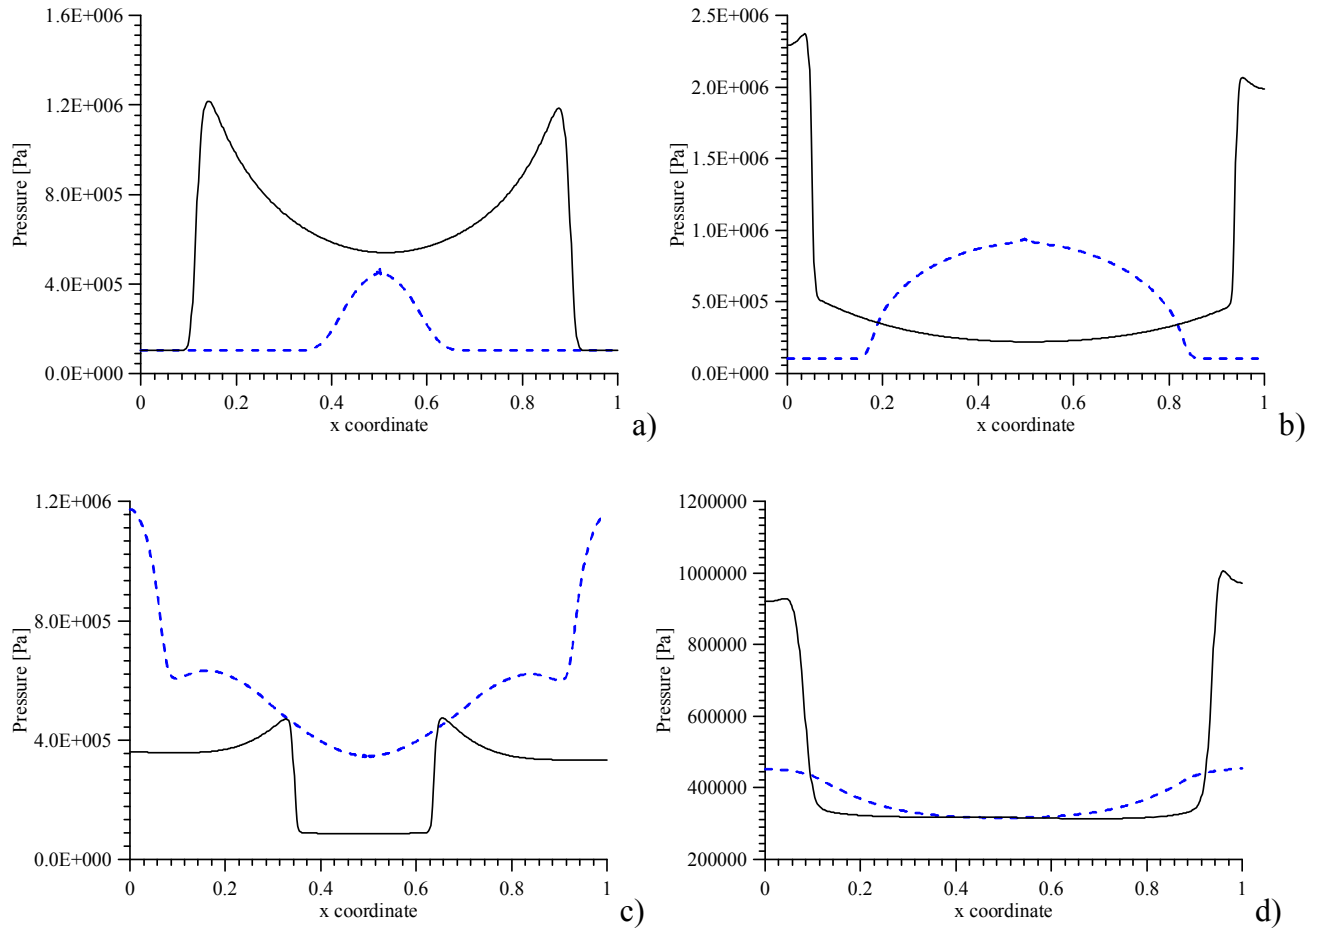 1.6E+006
1.2E+006
8.0E+005
4.0E+005
0.0E+000
Pressure [Pa]
0 0.2 0.4 0.6 0.8 1
x coordinate
a)
2.5E+006
2.0E+006
1.5E+006
1.0E+006
5.0E+005
0.0E+000
Pressure [Pa]
0 0.2 0.4 0.6 0.8 1
x coordinate
b)
1.2E+006
8.0E+005
4.0E+005
0.0E+000
Pressure [Pa]
0 0.2 0.4 0.6 0.8 1
x coordinate
c)
1200000
1000000
800000
600000
400000
200000
Pressure [Pa]
0 0.2 0.4 0.6 0.8 1
x coordinate
d)